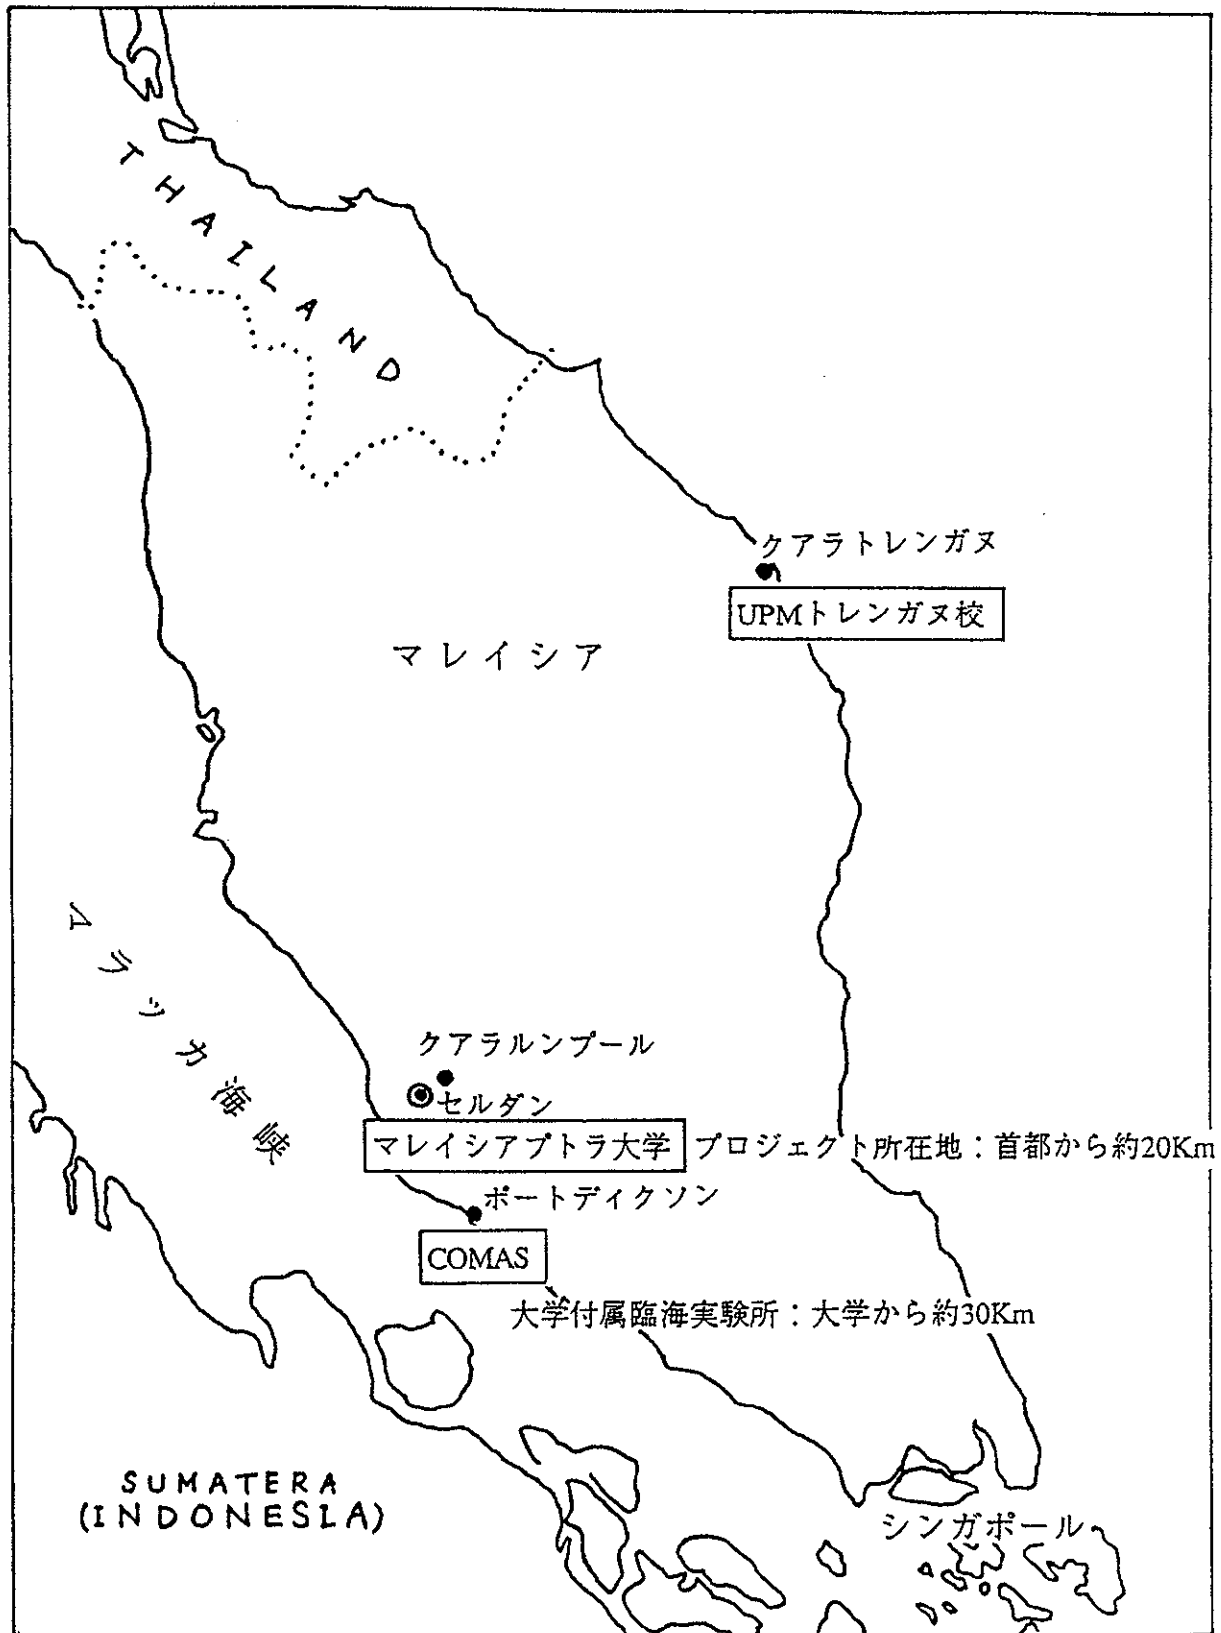 THAILAND
クアラトレンガヌ
UPMトレンガヌ校
マレイシア
マラッカ海峡
クアラルンプール
セルダン
マレイシアプトラ大学 プロジェクト所在地：首都から約20Km
ポートディクソン
COMAS
大学付属臨海実験所：大学から約30Km
SUMATERA
(INDONESIA)
シンガポール